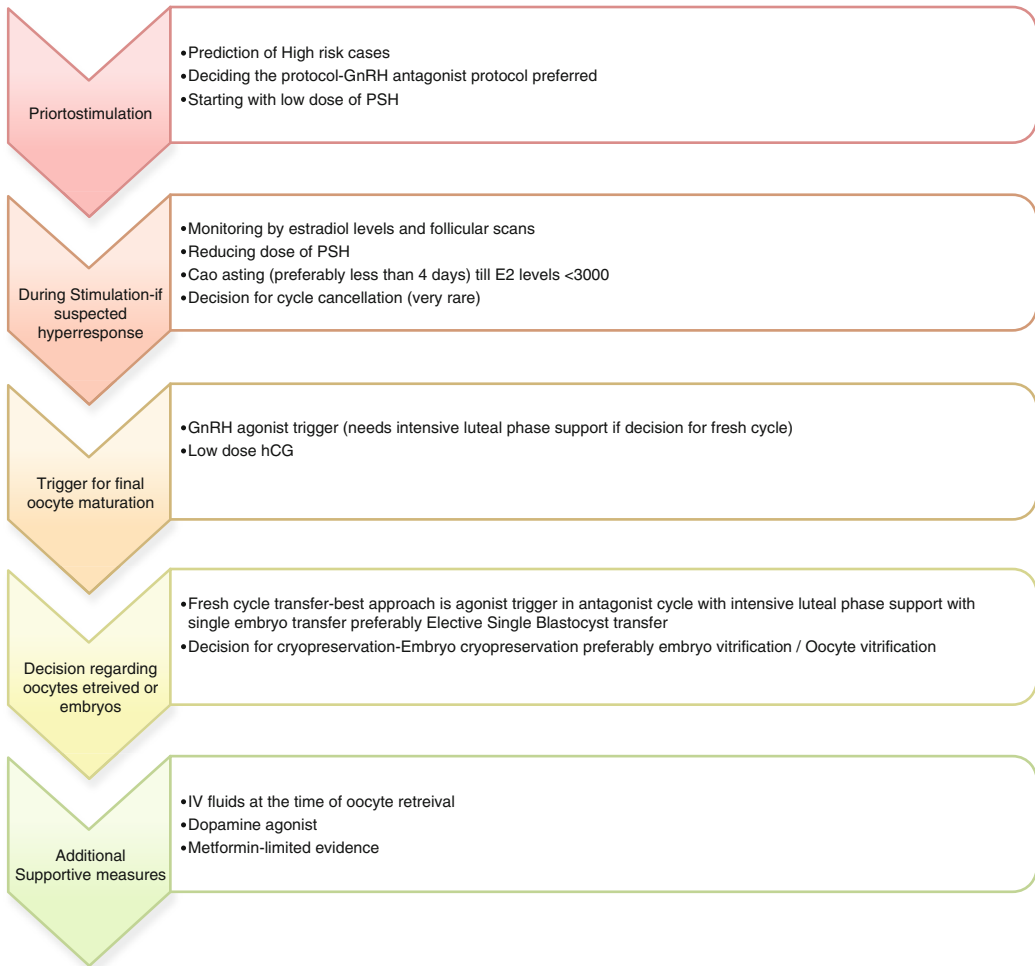 Priortostimulation
•Prediction of High risk cases
•Deciding the protocol-GnRH antagonist protocol preferred
•Starting with low dose of PSH
During Stimulation-if
suspected
hyperresponse
•Monitoring by estradiol levels and follicular scans
•Reducing dose of PSH
•Cao asting (preferably less than 4 days) till E2 levels <3000
•Decision for cycle cancellation (very rare)
Trigger for final
oocyte maturation
•GnRH agonist trigger (needs intensive luteal phase support if decision for fresh cycle)
•Low dose hCG
Decision regarding
oocytes etreived or
embryos
•Fresh cycle transfer-best approach is agonist trigger in antagonist cycle with intensive luteal phase support with
single embryo transfer preferably Elective Single Blastocyst transfer
•Decision for cryopreservation-Embryo cryopreservation preferably embryo vitrification / Oocyte vitrification
Additional
Supportive measures
•IV fluids at the time of oocyte retreival
•Dopamine agonist
•Metformin-limited evidence